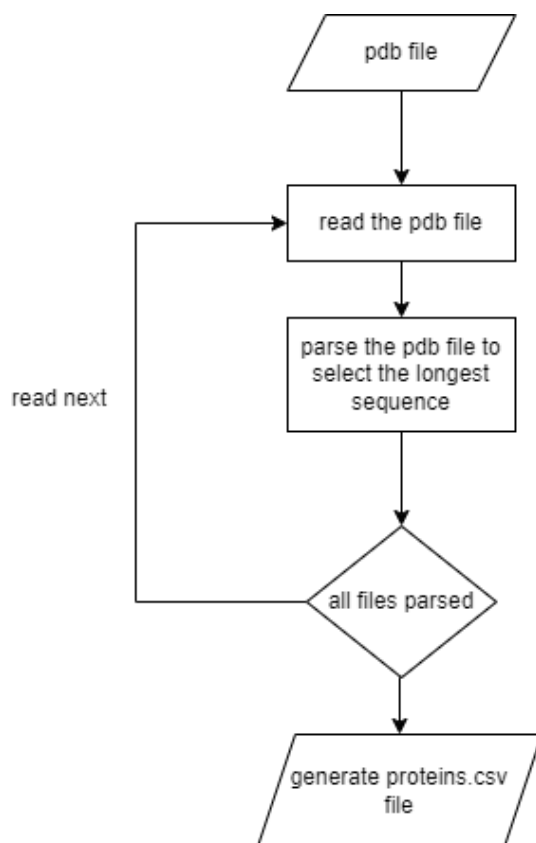 pdb file
read the pdb file
parse the pdb file to
select the longest
sequence
read next
all files parsed
generate proteins.csv
file